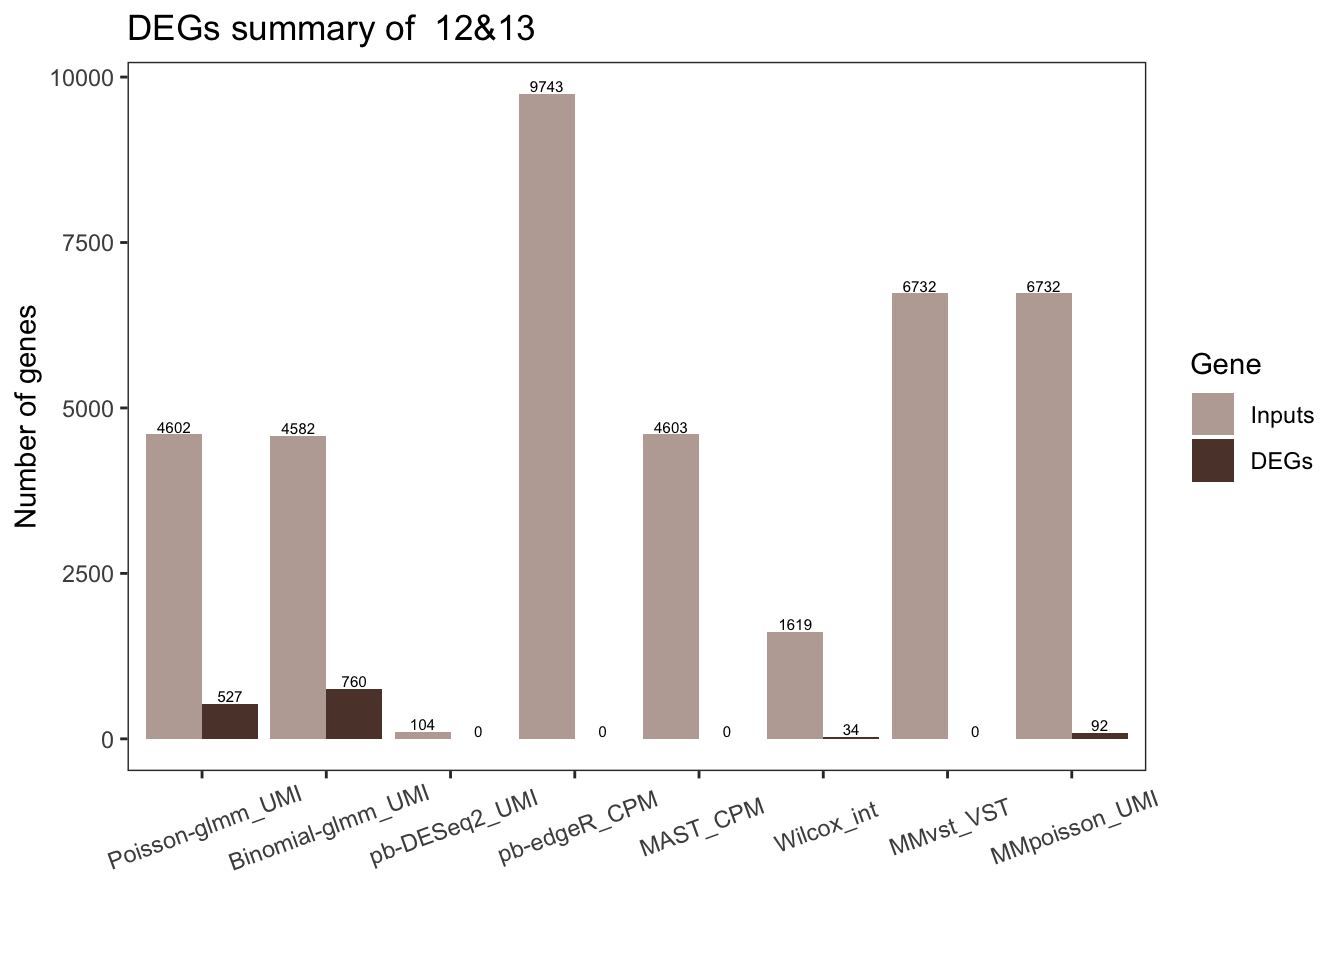 DEGs summary of  12&13
Number of genes
10000
7500
5000
2500
0
4602
527
4582
760
104
0
9743
0
4603
0
1619
34
6732
0
6732
92
Poisson-glmm_UMI
Binomial-glmm_UMI
pb-DESeq2_UMI
pb-edgeR_CPM
MAST_CPM
Wilcox_int
MMvst_VST
MMpoisson_UMI
Gene
Inputs
DEGs